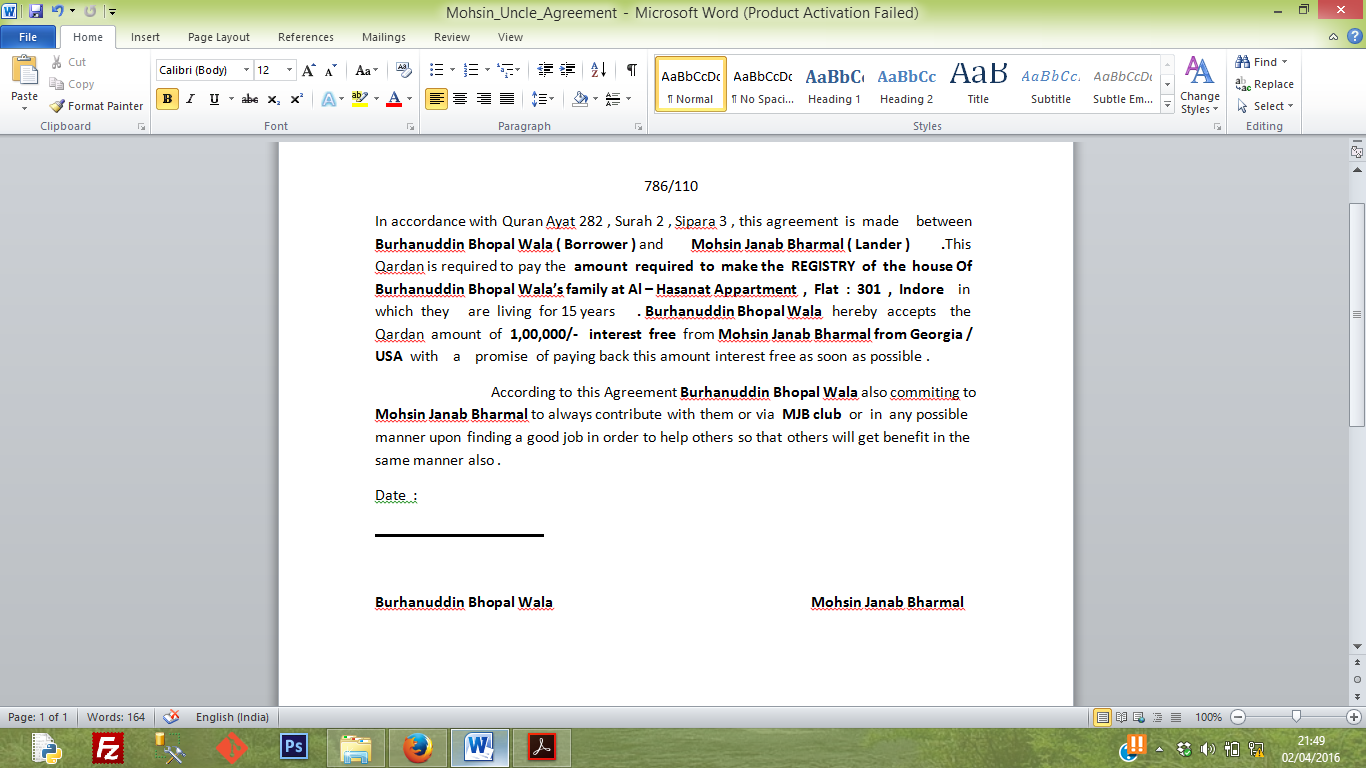 Mohsin_Uncle_Agreement - Microsoft Word (Product Activation Failed)
File Home Insert Page Layout References Mailings Review View
Paste
Cut
Copy
Format Painter
Clipboard
Calibri (Body) 12
Font
Paragraph
AaBbCcDc AaBbCcDc AaBbC AaBbCc AaB AaBbCc. AaBbCcDc
¶ Normal ¶ No Spaci... Heading 1 Heading 2 Title Subtitle Subtle Em...
Change Styles
Styles
Find
Replace
Select
Editing
786/110
In accordance with Quran Ayat 282 , Surah 2 , Sipara 3 , this agreement is made between
Burhanuddin Bhopal Wala ( Borrower ) and Mohsin Janab Bharmal ( Lander ) .This
Qardan is required to pay the amount required to make the REGISTRY of the house Of
Burhanuddin Bhopal Wala’s family at Al – Hasanat Appartment , Flat : 301 , Indore in
which they are living for 15 years . Burhanuddin Bhopal Wala hereby accepts the
Qardan amount of 1,00,000/- interest free from Mohsin Janab Bharmal from Georgia /
USA with a promise of paying back this amount interest free as soon as possible .
According to this Agreement Burhanuddin Bhopal Wala also commiting to
Mohsin Janab Bharmal to always contribute with them or via MJB club or in any possible
manner upon finding a good job in order to help others so that others will get benefit in the
same manner also .
Date :
Burhanuddin Bhopal Wala Mohsin Janab Bharmal
Page: 1 of 1 Words: 164 English (India) 100%
21:49
02/04/2016